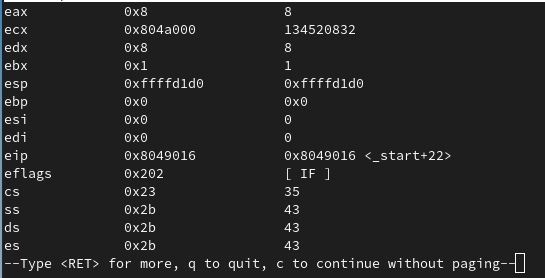 eax 0x8 8
ecx 0x804a000 134520832
edx 0x8 8
ebx 0x1 1
esp 0xffffd1d0 0xffffd1d0
ebp 0x0 0x0
esi 0x0 0
edi 0x0 0
eip 0x8049016 0x8049016 <_start+22>
eflags 0x202 [ IF ]
cs 0x23 35
ss 0x2b 43
ds 0x2b 43
es 0x2b 43
--Type <RET> for more, q to quit, c to continue without paging--